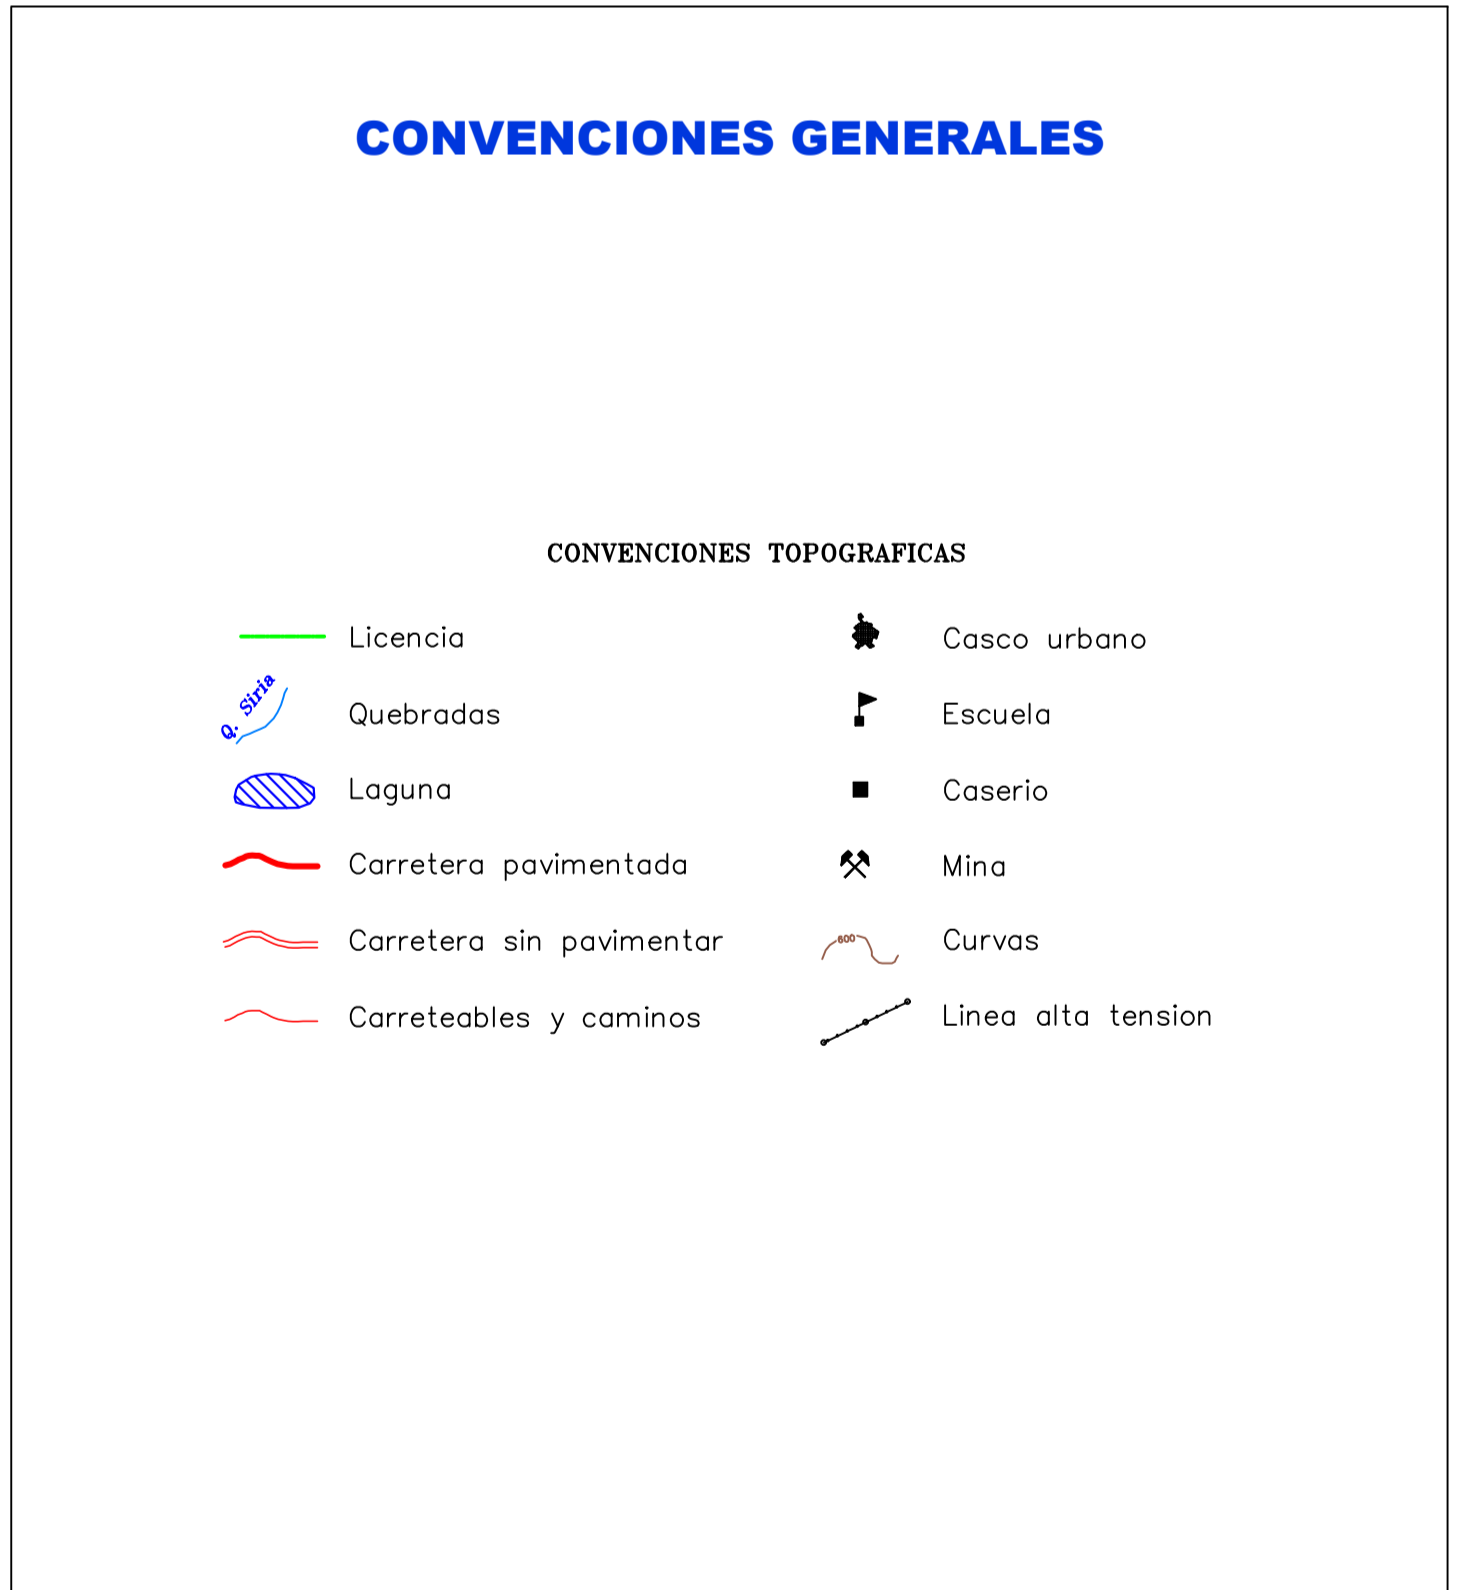 CONVENCIONES GENERALES
CONVENCIONES TOPOGRAFICAS
Licencia
Q. Siria
Quebradas
Laguna
Carretera pavimentada
Carretera sin pavimentar
Carreteables y caminos
Casco urbano
Escuela
Caserio
Mina
600
Curvas
Linea alta tension